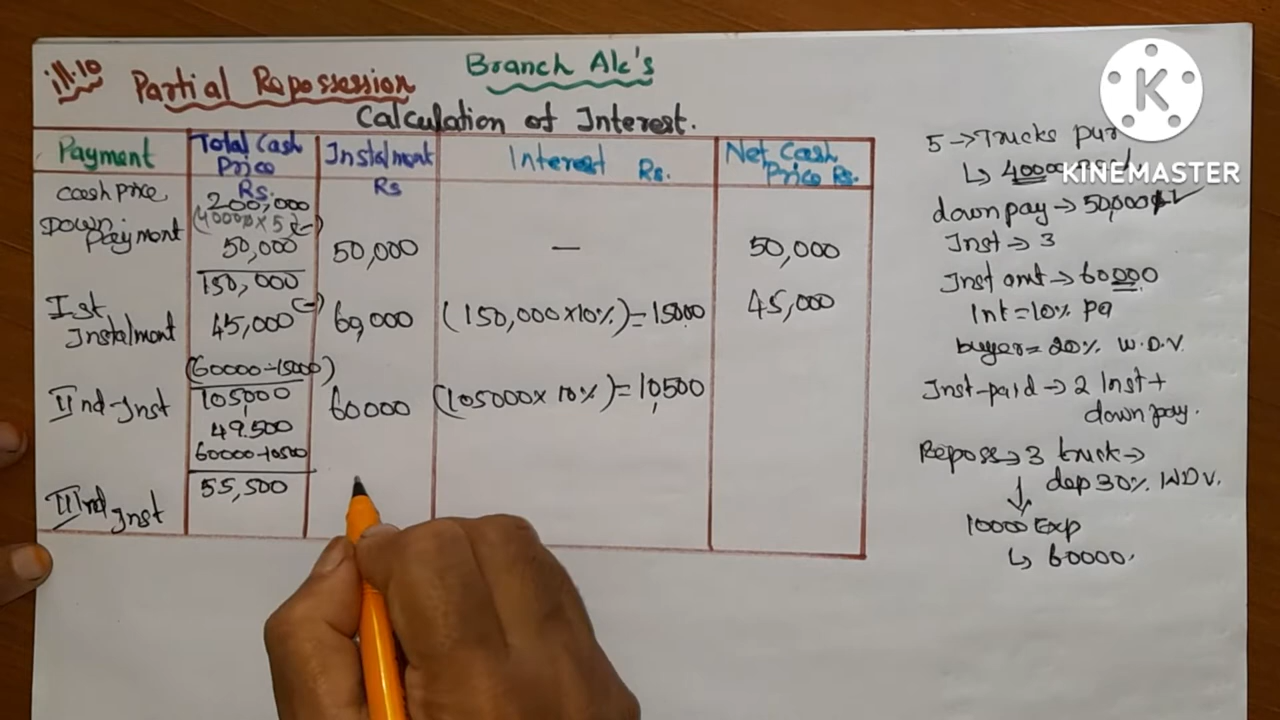 ill.10
Partial Repossession
Branch A/c's
Calculation of Interest.
Payment
Total Cash Price Rs.
Instalment Rs
Interest Rs.
Net Cash Price Rs.
Cash price
200,000
(40000 x 5)
(-)
Down Payment
50,000
50,000
—
50,000
150,000
(-)
Ist Instalment
45,000
60,000
(150,000 x 10%) = 15000
45,000
(60000-15000)
105,000
IInd-Inst
60000
(105000 x 10%) = 10,500
49,500
60000-10500
55,500
IIInd Inst
5 → Trucks pur
↳ 40000
down pay → 50,000
Inst → 3
Inst amt → 60000
Int = 10% pa
buyer = 20% W.D.V.
Inst-paid → 2 Inst +
down pay.
Reposs → 3 truck →
dep 30% WDV.
10000 Exp
↳ 60000.
K
KINEMASTER